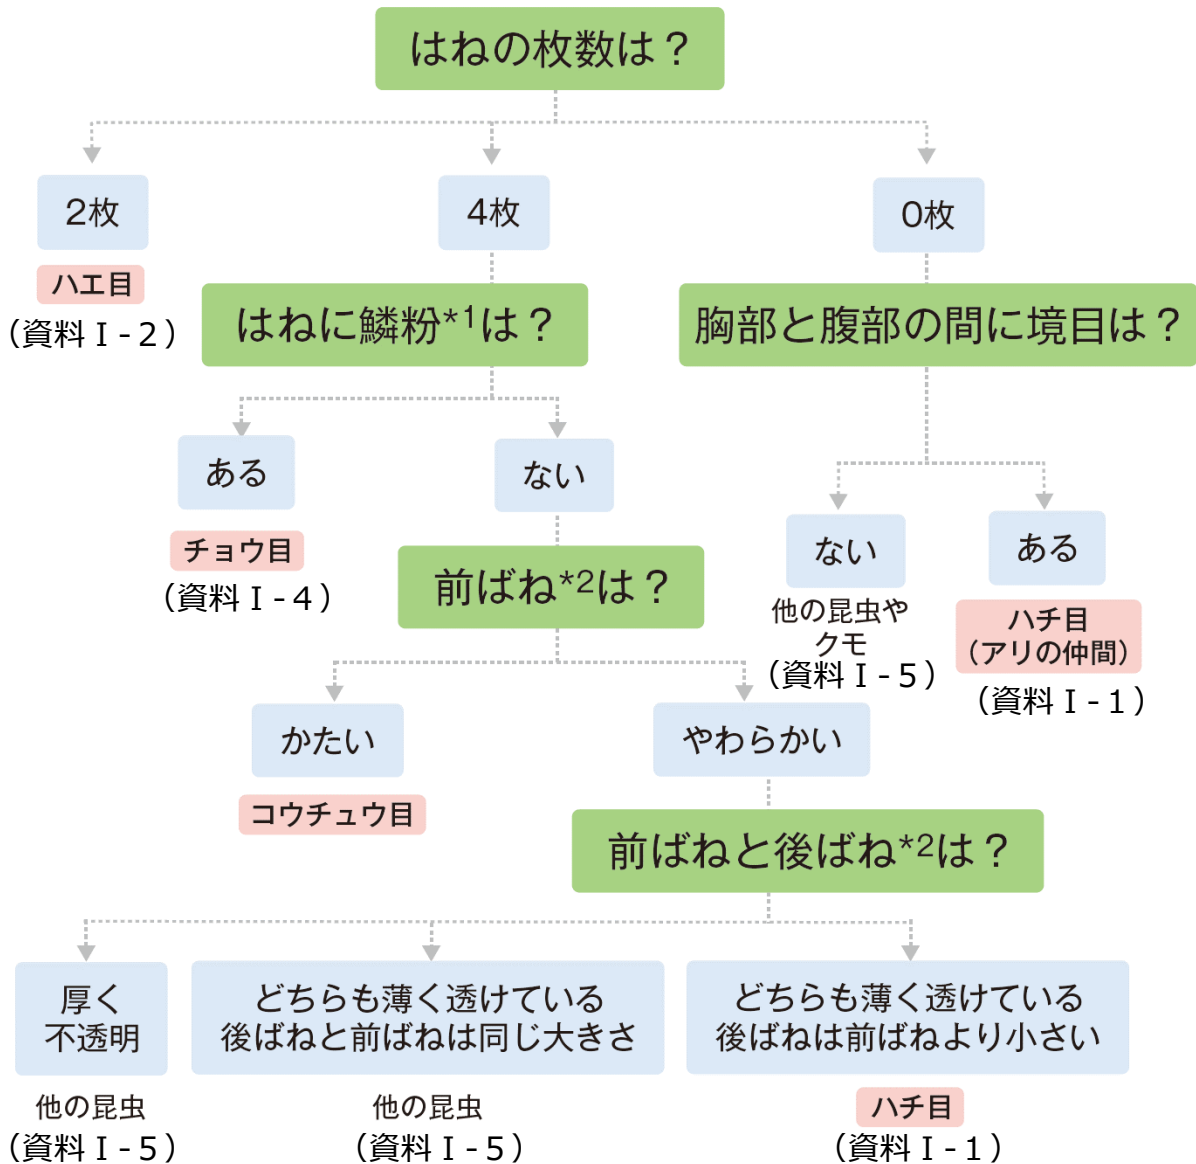 はねの枚数は？
2枚
4枚
0枚
ハエ目
（資料Ⅰ-２）
はねに鱗粉*1は？
胸部と腹部の間に境目は？
ある
ない
チョウ目
（資料Ⅰ-４）
ない
ある
他の昆虫や
クモ
（資料Ⅰ-５）
ハチ目
（アリの仲間）
（資料Ⅰ-１）
前ばね*2は？
かたい
やわらかい
コウチュウ目
前ばねと後ばね*2は？
厚く
不透明
どちらも薄く透けている
後ばねと前ばねは同じ大きさ
どちらも薄く透けている
後ばねは前ばねより小さい
他の昆虫
（資料Ⅰ-５）
他の昆虫
（資料Ⅰ-５）
ハチ目
（資料Ⅰ-１）